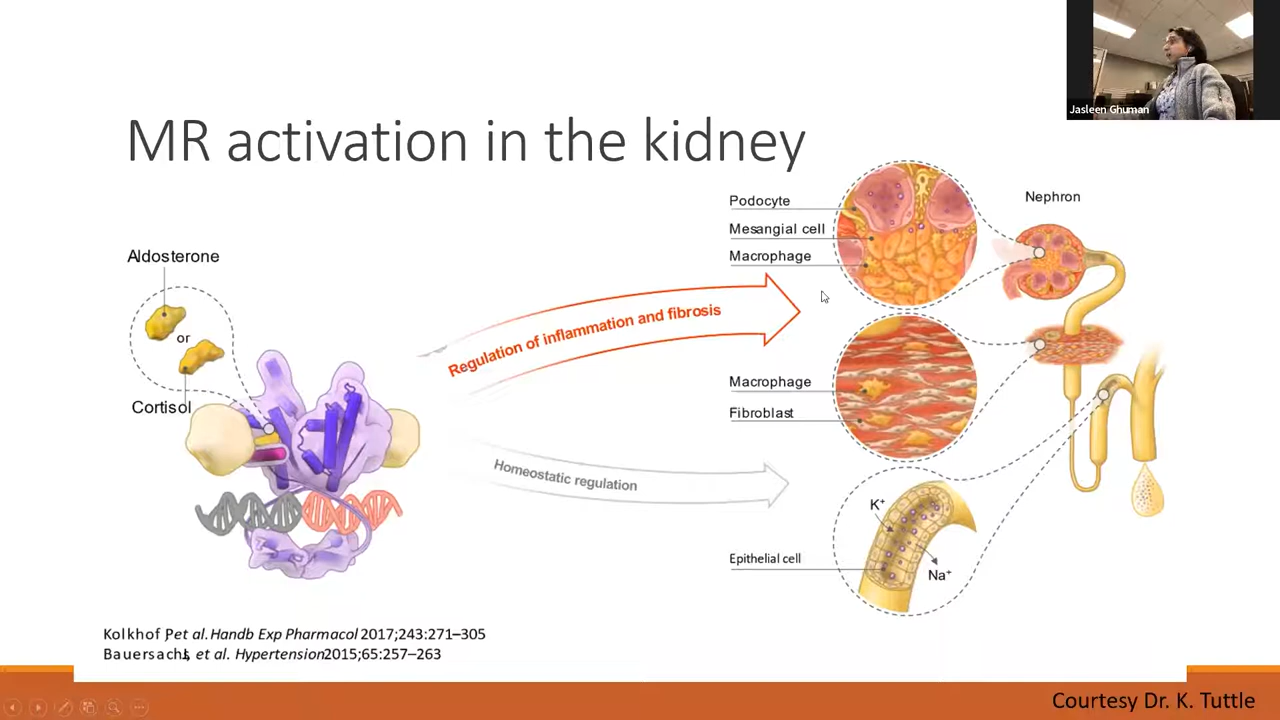 Jasleen Ghuman
MR activation in the kidney
Aldosterone
or
Cortisol
Regulation of inflammation and fibrosis
Homeostatic regulation
Podocyte
Mesangial cell
Macrophage
Nephron
Macrophage
Fibroblast
K⁺
Epithelial cell
Na⁺
Kolkhof P, et al. Handb Exp Pharmacol 2017;243:271–305
Bauersachs J, et al. Hypertension 2015;65:257–263
Courtesy Dr. K. Tuttle